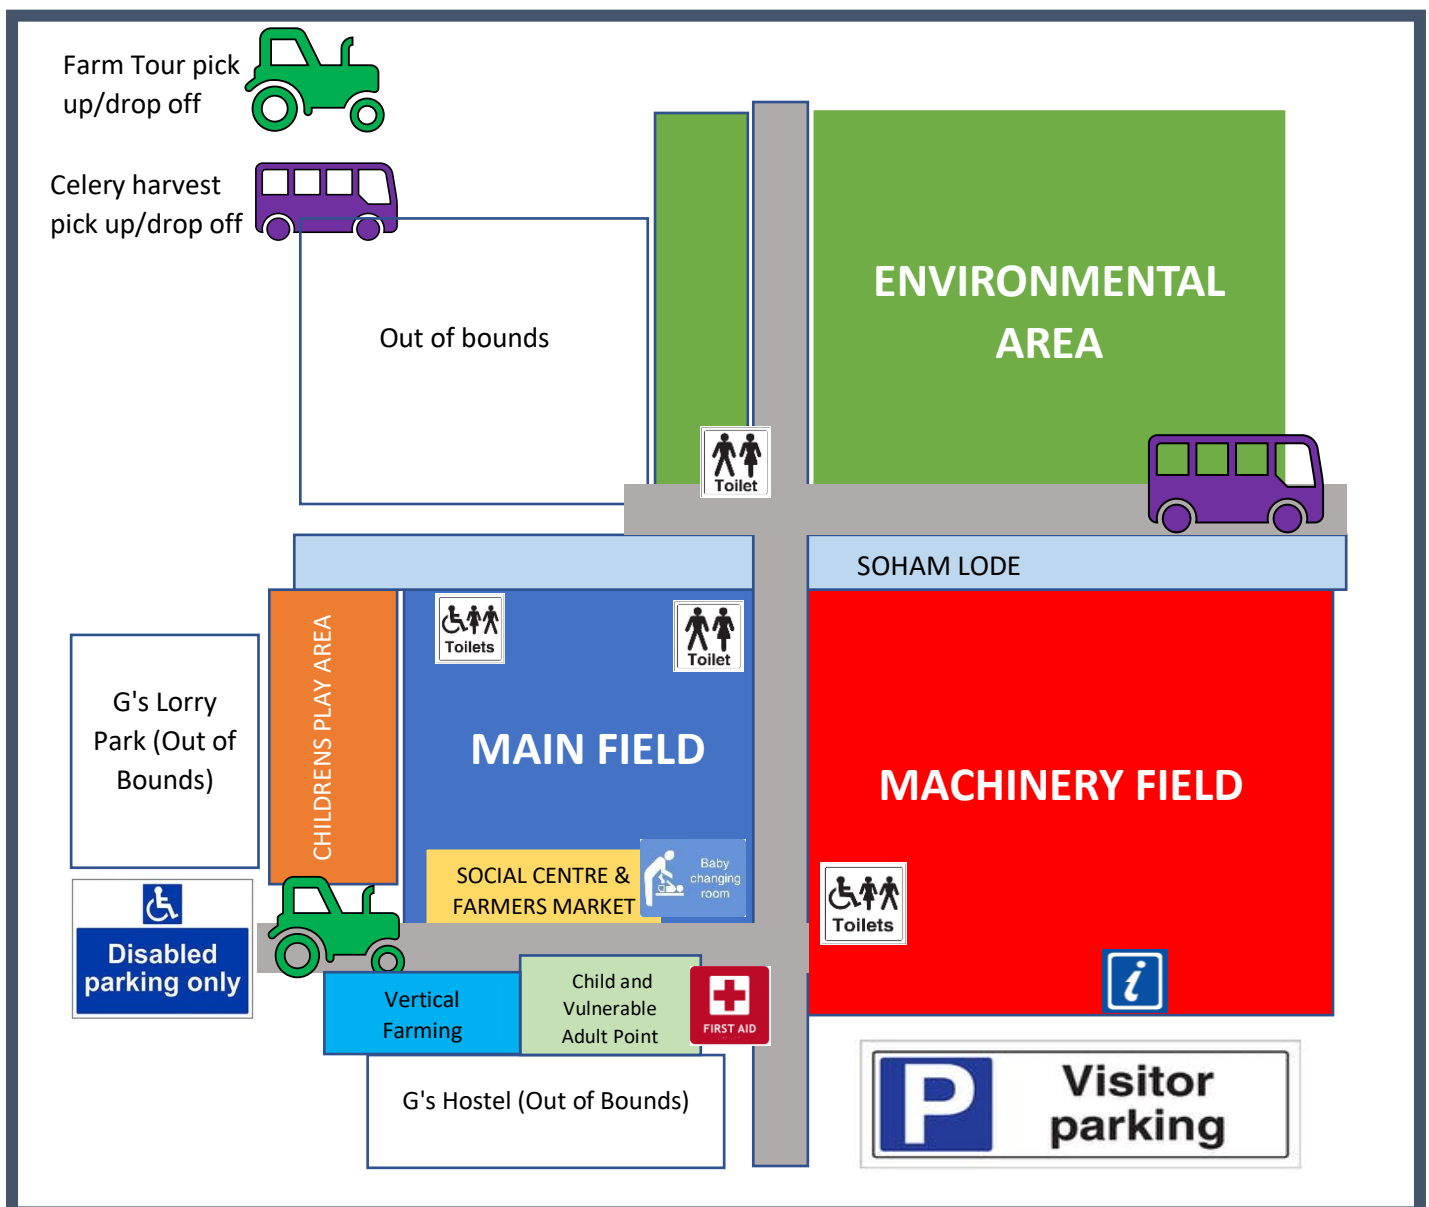 Farm Tour pick
up/drop off
Celery harvest
pick up/drop off
Out of bounds
ENVIRONMENTAL
AREA
Toilet
SOHAM LODE
CHILDRENS PLAY AREA
Toilets
Toilet
G's Lorry
Park (Out of
Bounds)
MAIN FIELD
MACHINERY FIELD
SOCIAL CENTRE &
FARMERS MARKET
Baby
changing
room
Toilets
Disabled
parking only
Vertical
Farming
Child and
Vulnerable
Adult Point
FIRST AID
i
G's Hostel (Out of Bounds)
P
Visitor
parking